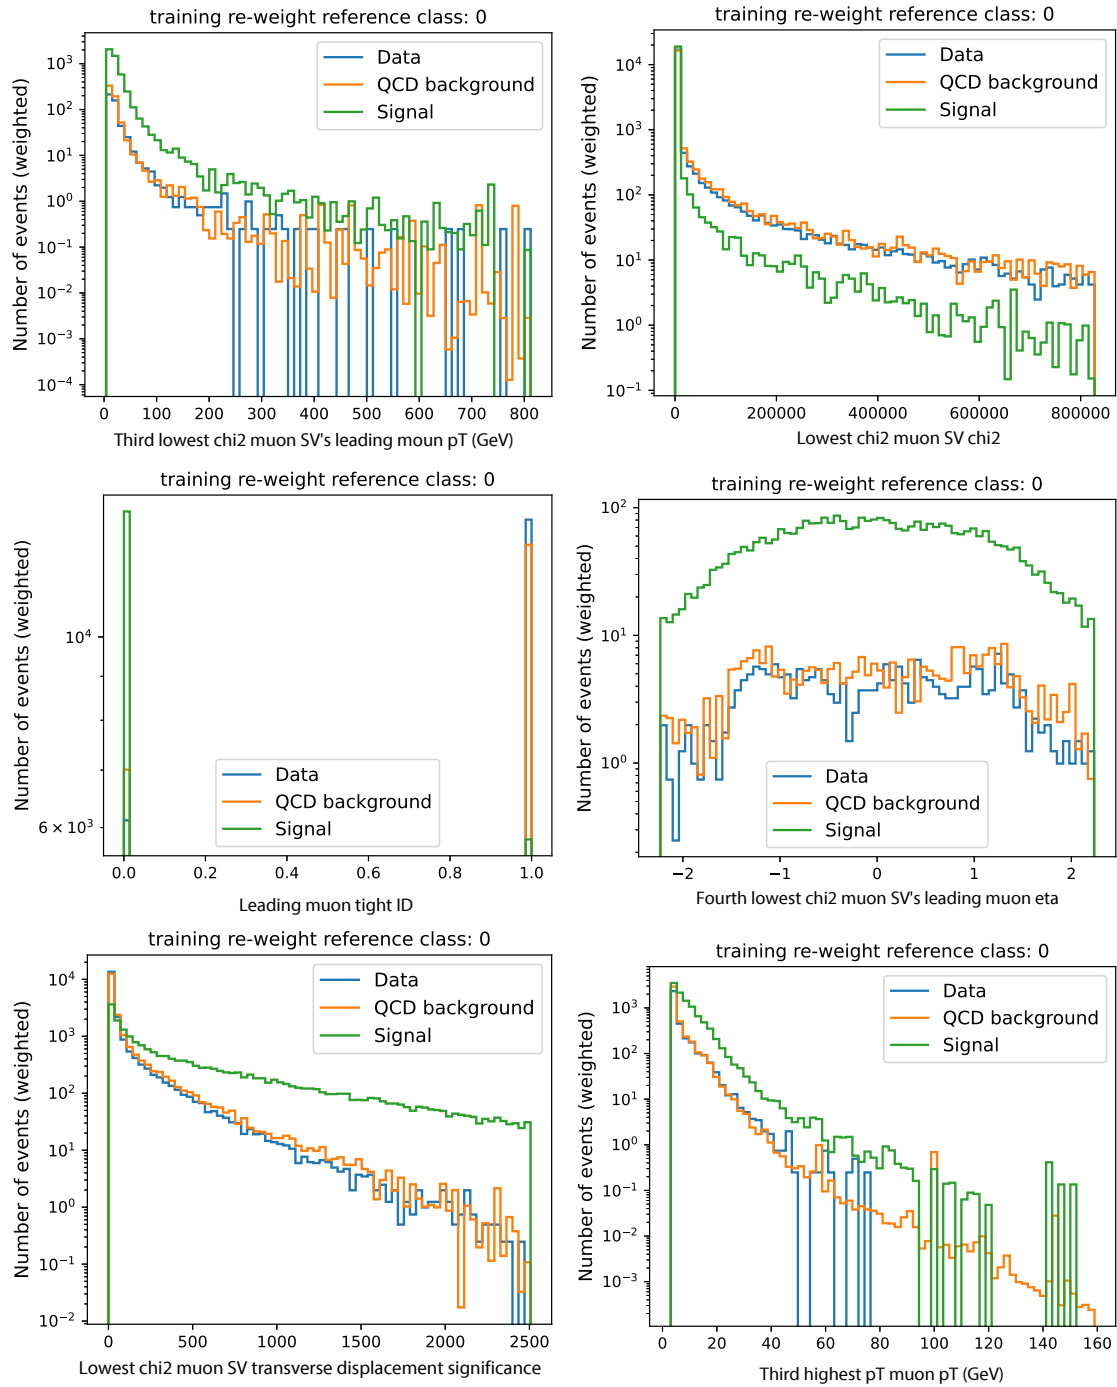 training re-weight reference class: 0
Number of events (weighted)
10³
10²
10¹
10⁰
10⁻¹
10⁻²
10⁻³
10⁻⁴
Data
QCD background
Signal
0 100 200 300 400 500 600 700 800
Third lowest chi2 muon SV's leading moun pT (GeV)
training re-weight reference class: 0
Number of events (weighted)
10⁴
10³
10²
10¹
10⁰
10⁻¹
Data
QCD background
Signal
0 200000 400000 600000 800000
Lowest chi2 muon SV chi2
training re-weight reference class: 0
Number of events (weighted)
10⁴
6 × 10³
Data
QCD background
Signal
0.0 0.2 0.4 0.6 0.8 1.0
Leading muon tight ID
training re-weight reference class: 0
Number of events (weighted)
10²
10¹
10⁰
Data
QCD background
Signal
−2 −1 0 1 2
Fourth lowest chi2 muon SV's leading muon eta
training re-weight reference class: 0
Number of events (weighted)
10⁴
10³
10²
10¹
10⁰
10⁻¹
10⁻²
Data
QCD background
Signal
0 500 1000 1500 2000 2500
Lowest chi2 muon SV transverse displacement significance
training re-weight reference class: 0
Number of events (weighted)
10³
10²
10¹
10⁰
10⁻¹
10⁻²
10⁻³
Data
QCD background
Signal
0 20 40 60 80 100 120 140 160
Third highest pT muon pT (GeV)